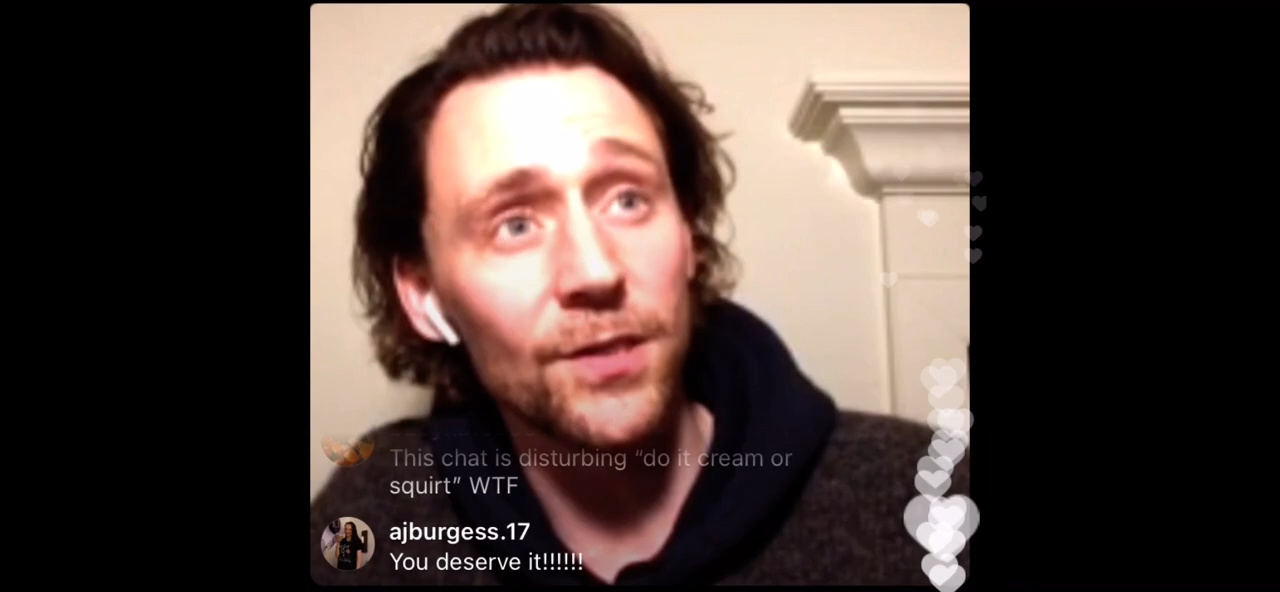 This chat is disturbing “do it cream or
squirt” WTF
ajburgess.17
You deserve it!!!!!!